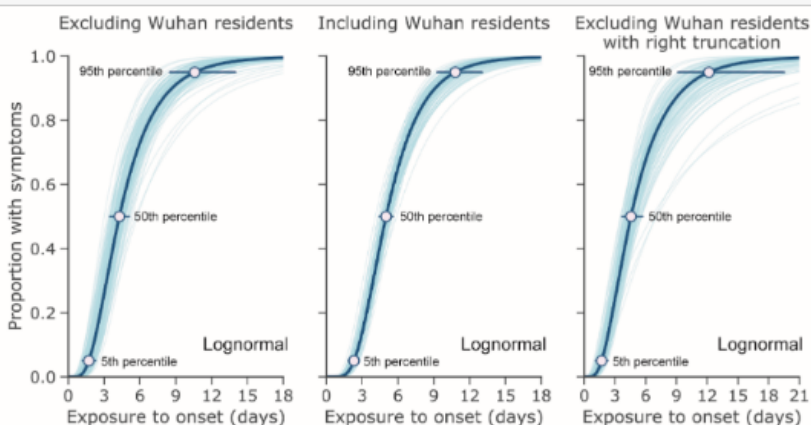 Excluding Wuhan residents
Including Wuhan residents
Excluding Wuhan residents
with right truncation
Proportion with symptoms
1.0
0.8
0.6
0.4
0.2
0.0
95th percentile
50th percentile
5th percentile
Lognormal
0 3 6 9 12 15 18
Exposure to onset (days)
95th percentile
50th percentile
5th percentile
Lognormal
0 3 6 9 12 15 18
Exposure to onset (days)
95th percentile
50th percentile
5th percentile
Lognormal
0 3 6 9 12 15 18 21
Exposure to onset (days)